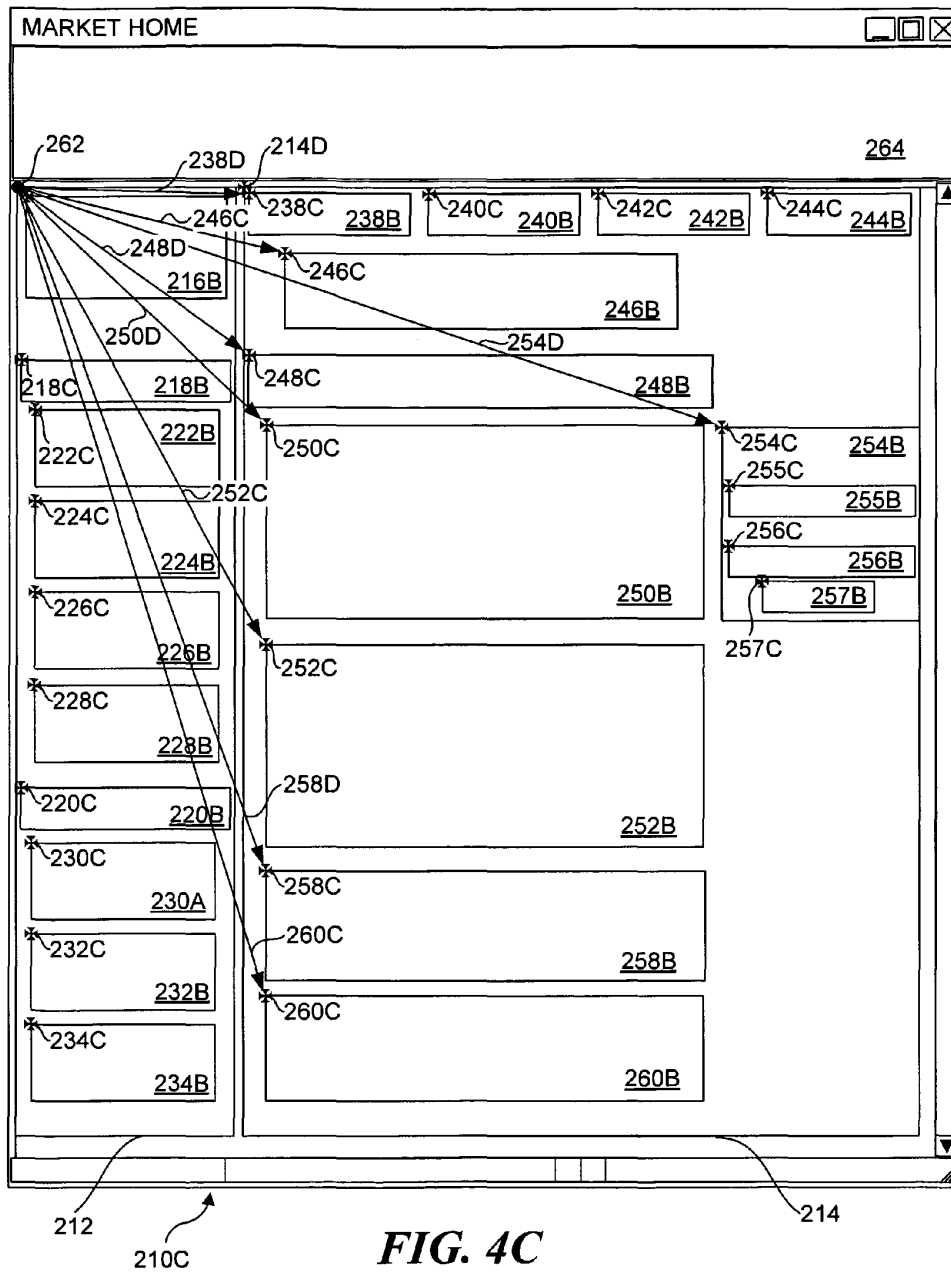 MARKET HOME
264
262
238D
214D
238C
238B
240C
240B
242C
242B
244C
244B
246C
248D
216B
246C
246B
250D
254D
218C
218B
248C
248B
222B
222C
250C
254C
254B
252C
255C
255B
224C
224B
256C
256B
250B
257B
226C
226B
252C
257C
228C
228B
258D
220C
220B
252B
230C
258C
230A
232C
260C
258B
232B
260C
234C
234B
260B
212
210C
214
FIG. 4C